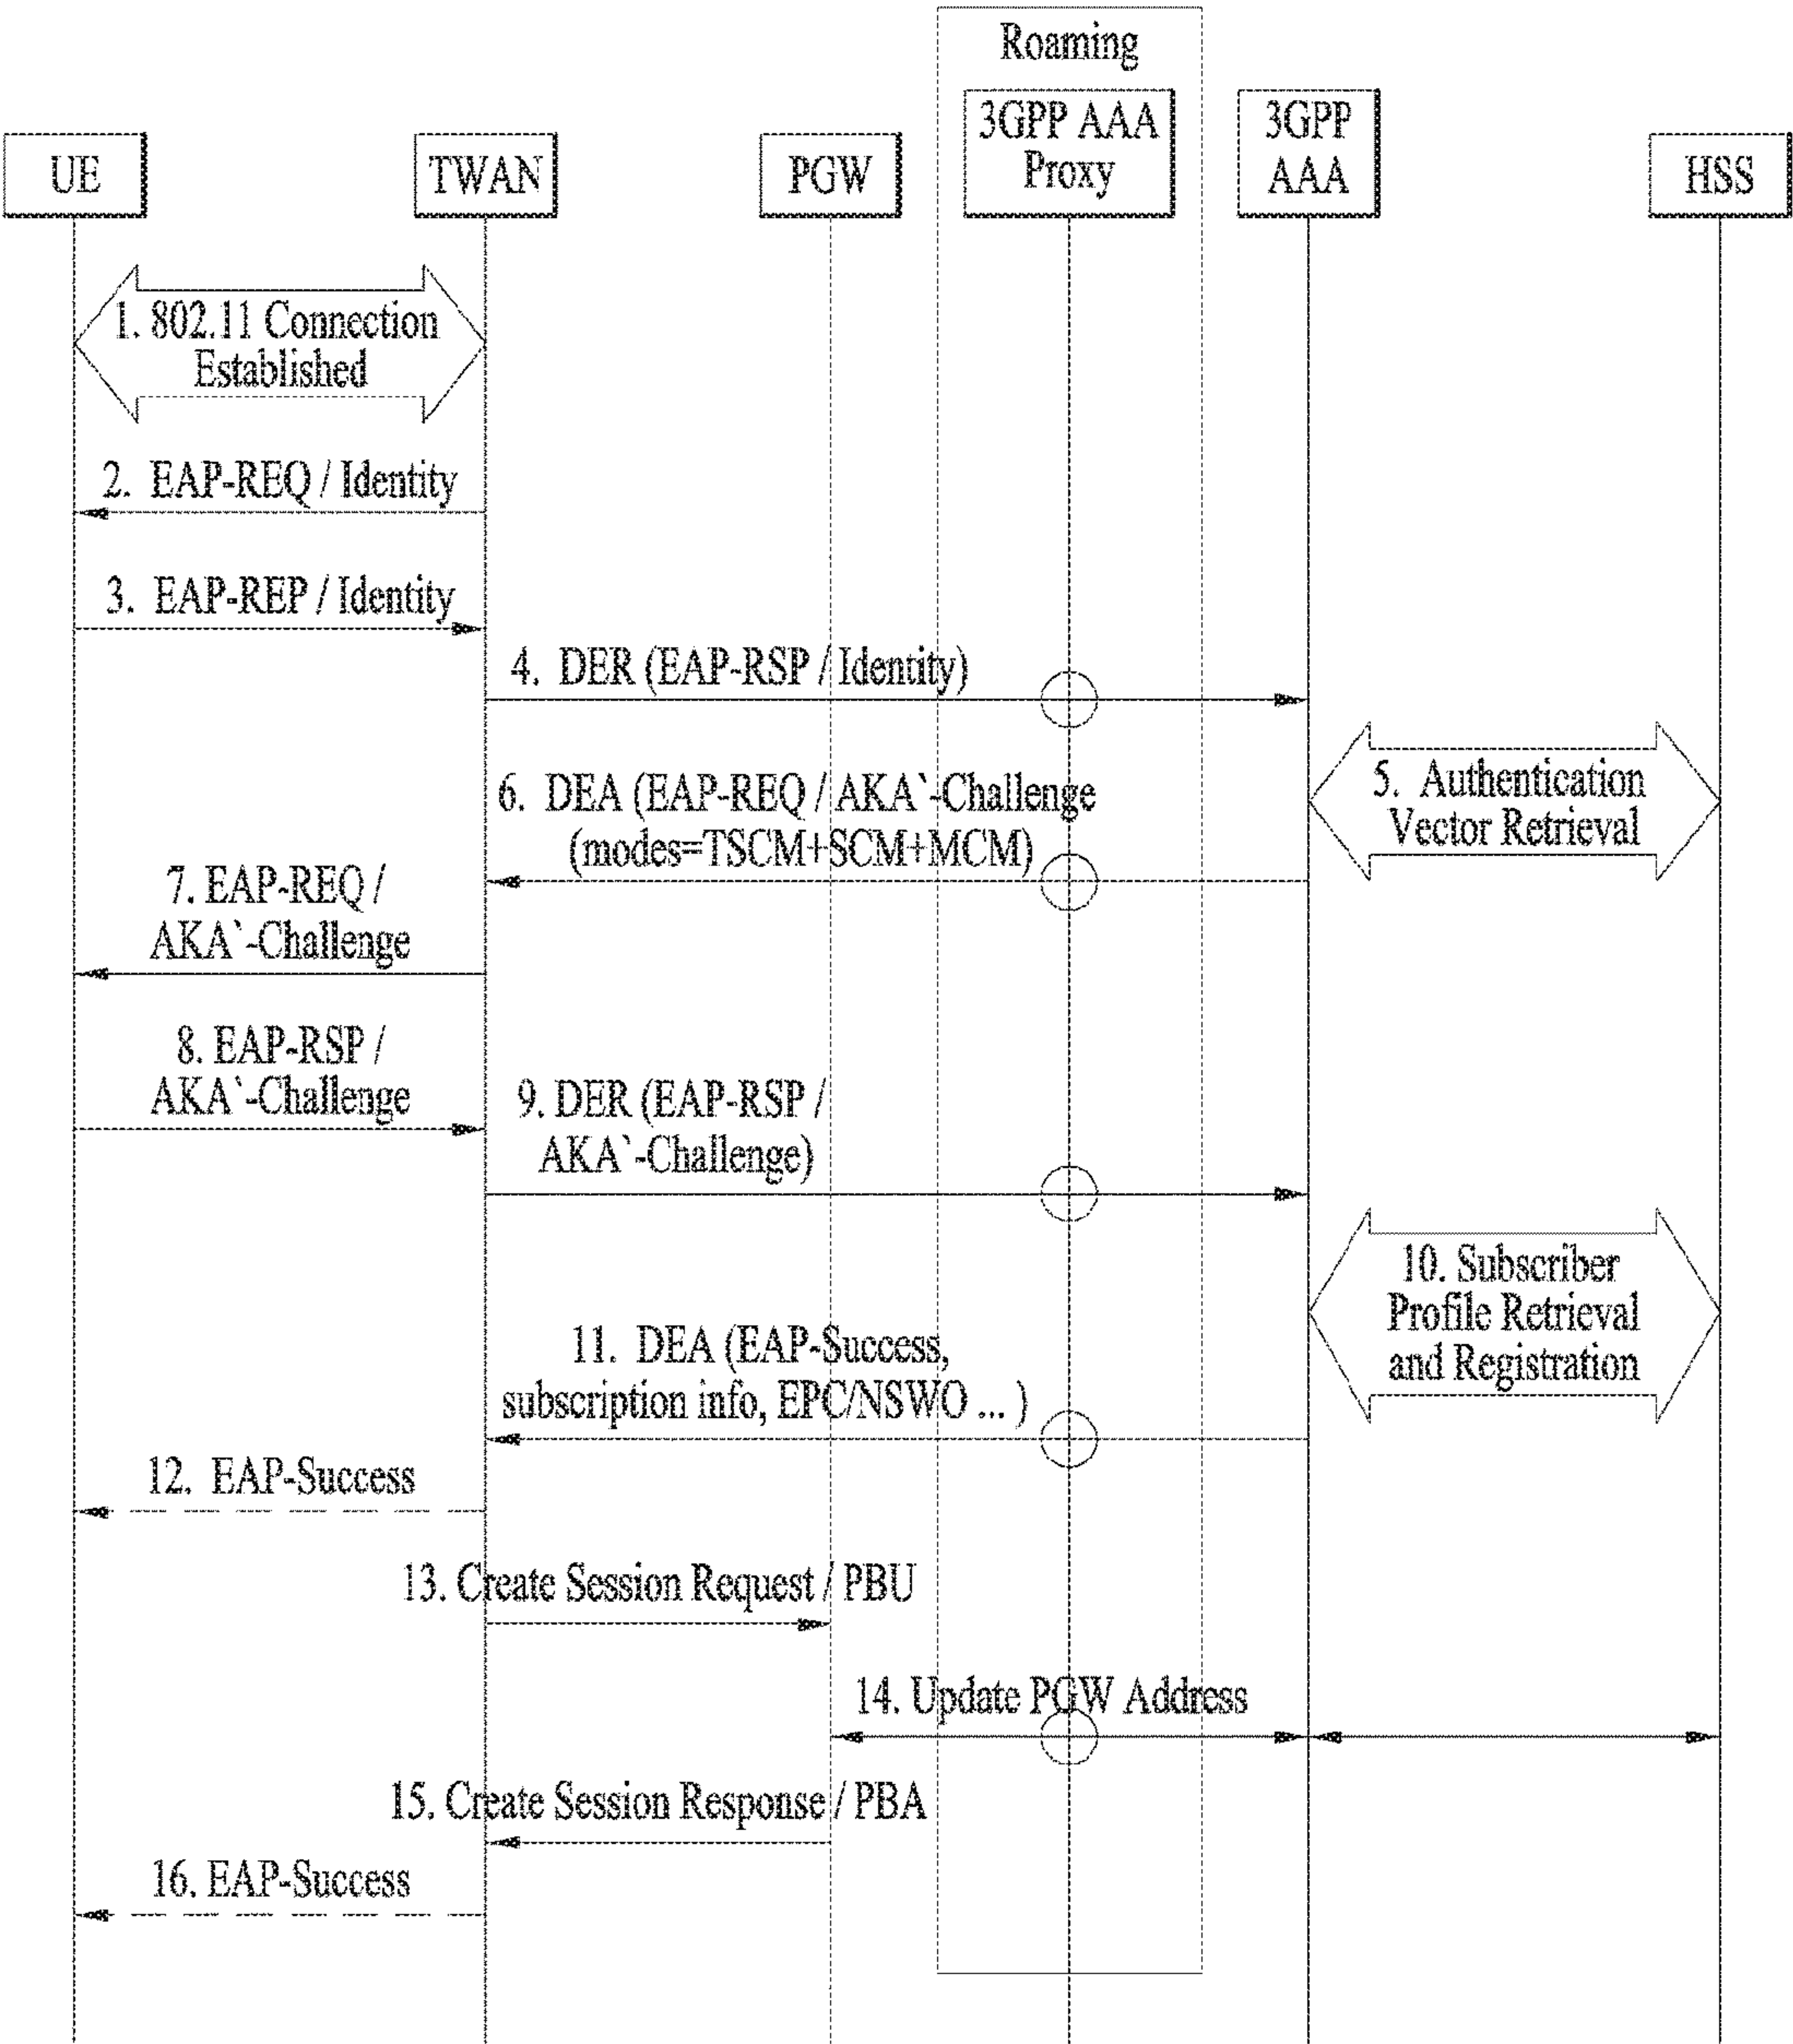 Roaming
UE
TWAN
PGW
3GPP AAA
Proxy
3GPP
AAA
HSS
1. 802.11 Connection
Established
2. EAP-REQ / Identity
3. EAP-REP / Identity
4. DER (EAP-RSP / Identity)
5. Authentication
Vector Retrieval
6. DEA (EAP-REQ / AKA`-Challenge
(modes=TSCM+SCM+MCM)
7. EAP-REQ /
AKA`-Challenge
8. EAP-RSP /
AKA`-Challenge
9. DER (EAP-RSP /
AKA`-Challenge)
10. Subscriber
Profile Retrieval
and Registration
11. DEA (EAP-Success,
subscription info, EPC/NSWO ... )
12. EAP-Success
13. Create Session Request / PBU
14. Update PGW Address
15. Create Session Response / PBA
16. EAP-Success